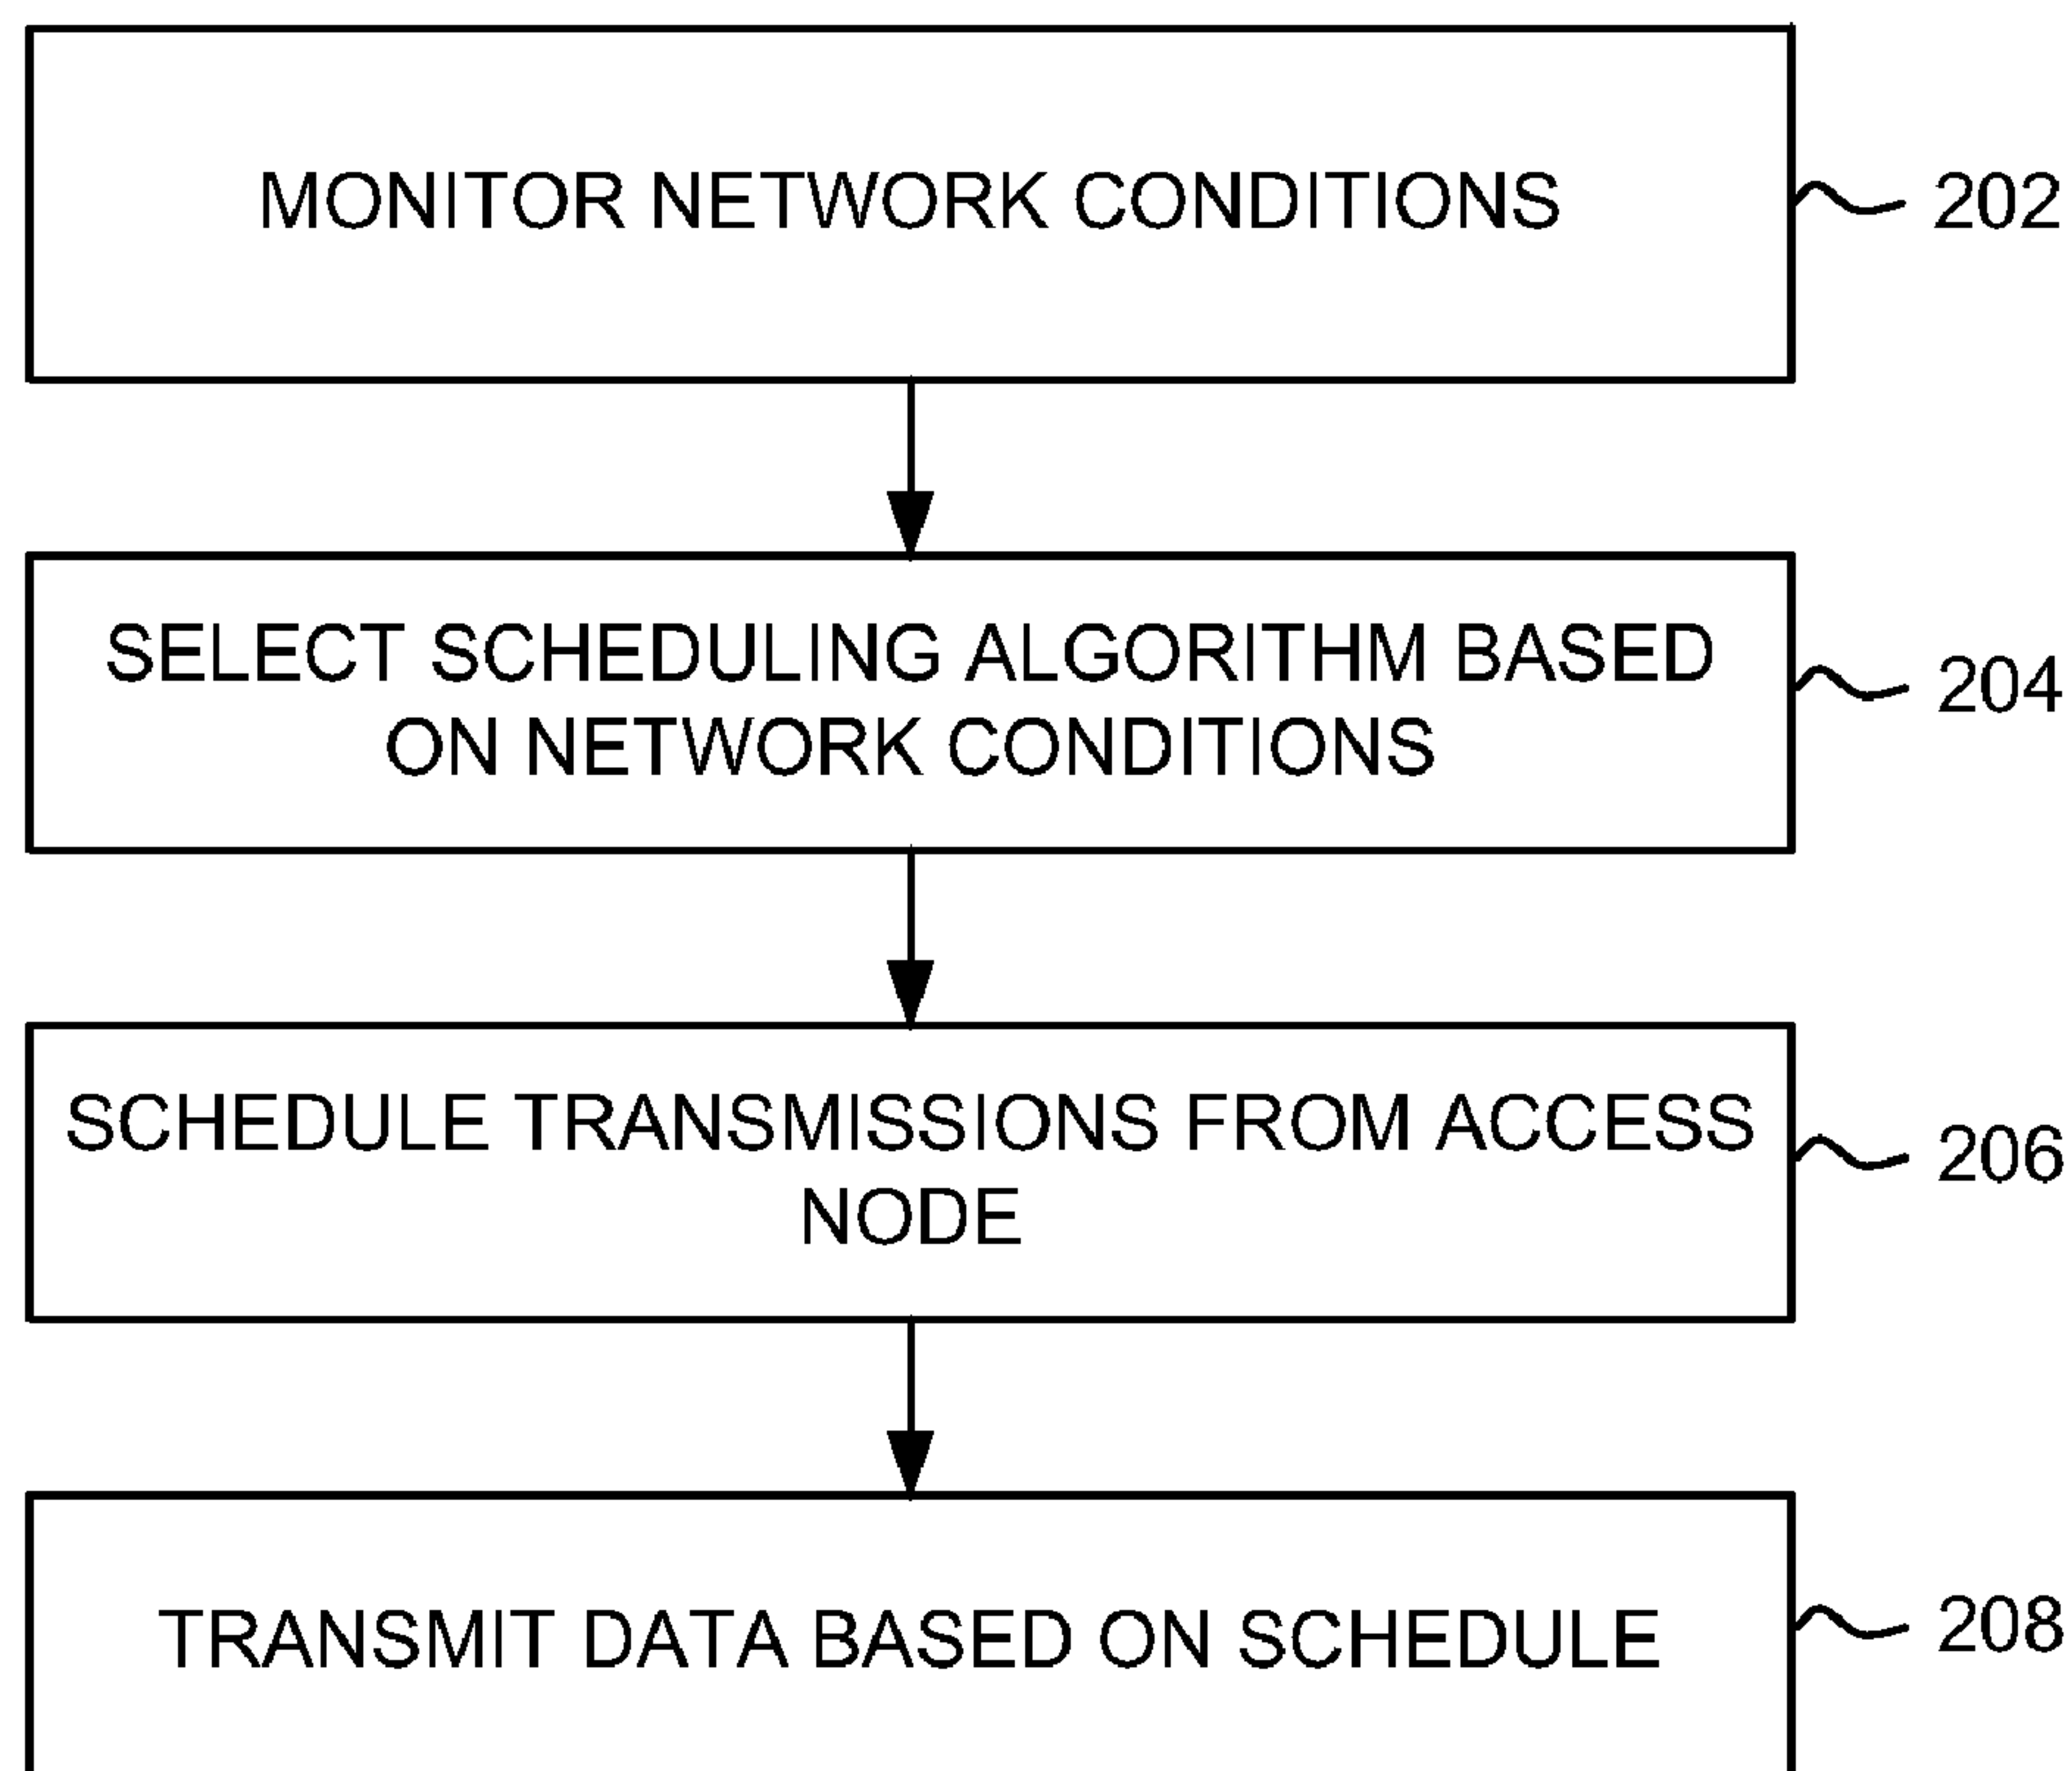 MONITOR NETWORK CONDITIONS
202
SELECT SCHEDULING ALGORITHM BASED
ON NETWORK CONDITIONS
204
SCHEDULE TRANSMISSIONS FROM ACCESS
NODE
206
TRANSMIT DATA BASED ON SCHEDULE
208